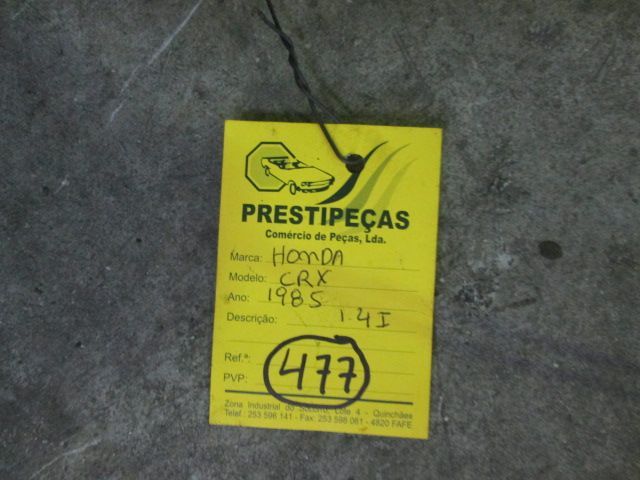 PRESTIPEÇAS
Comércio de Peças, Lda.
Marca: HONDA
Modelo: CRX
Ano: 1985
Descrição: 1.4I
Ref.ª:
PVP: 477
Zona Industrial do Socorro, Lote 4 - Quinchães
Telef.: 253 598 141 - Fax: 253 598 061 - 4820 FAFE